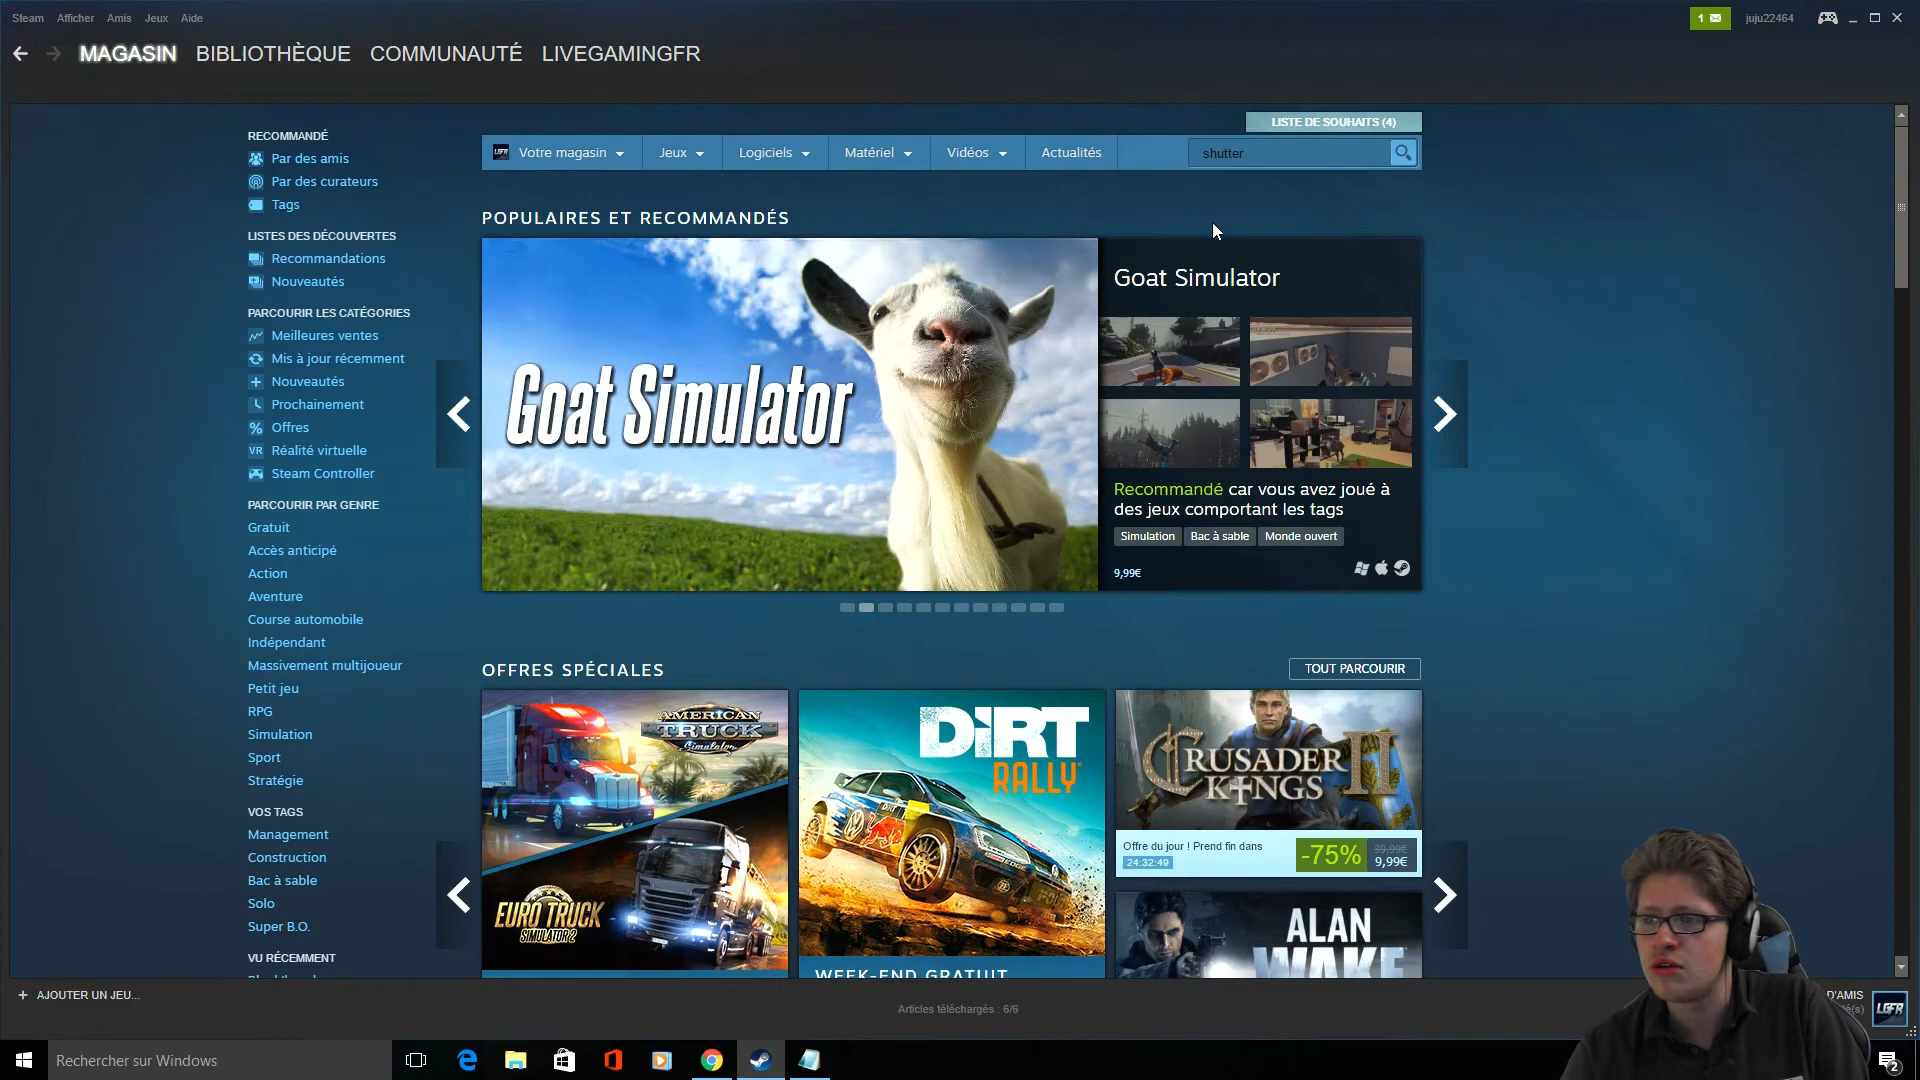 Steam Afficher Amis Jeux Aide
1 juju22464
MAGASIN BIBLIOTHÈQUE COMMUNAUTÉ LIVEGAMINGFR
LISTE DE SOUHAITS (4)
LGFR Votre magasin Jeux Logiciels Matériel Vidéos Actualités shutter
RECOMMANDÉ
Par des amis
Par des curateurs
Tags
LISTES DES DÉCOUVERTES
Recommandations
Nouveautés
PARCOURIR LES CATÉGORIES
Meilleures ventes
Mis à jour récemment
Nouveautés
Prochainement
% Offres
VR Réalité virtuelle
Steam Controller
PARCOURIR PAR GENRE
Gratuit
Accès anticipé
Action
Aventure
Course automobile
Indépendant
Massivement multijoueur
Petit jeu
RPG
Simulation
Sport
Stratégie
VOS TAGS
Management
Construction
Bac à sable
Solo
Super B.O.
VU RÉCEMMENT
POPULAIRES ET RECOMMANDÉS
Goat Simulator
Goat Simulator
Recommandé car vous avez joué à
des jeux comportant les tags
Simulation Bac à sable Monde ouvert
9,99€
OFFRES SPÉCIALES
TOUT PARCOURIR
AMERICAN
TRUCK
Simulator
EURO TRUCK
SIMULATOR 2
DiRT
RALLY
WEEK-END GRATUIT
CRUSADER II
KINGS
Offre du jour ! Prend fin dans
24:32:49
-75%
39,99€
9,99€
ALAN
WAKE
+ AJOUTER UN JEU...
Articles téléchargés : 6/6
D'AMIS
é(s)
LGFR
Rechercher sur Windows
2